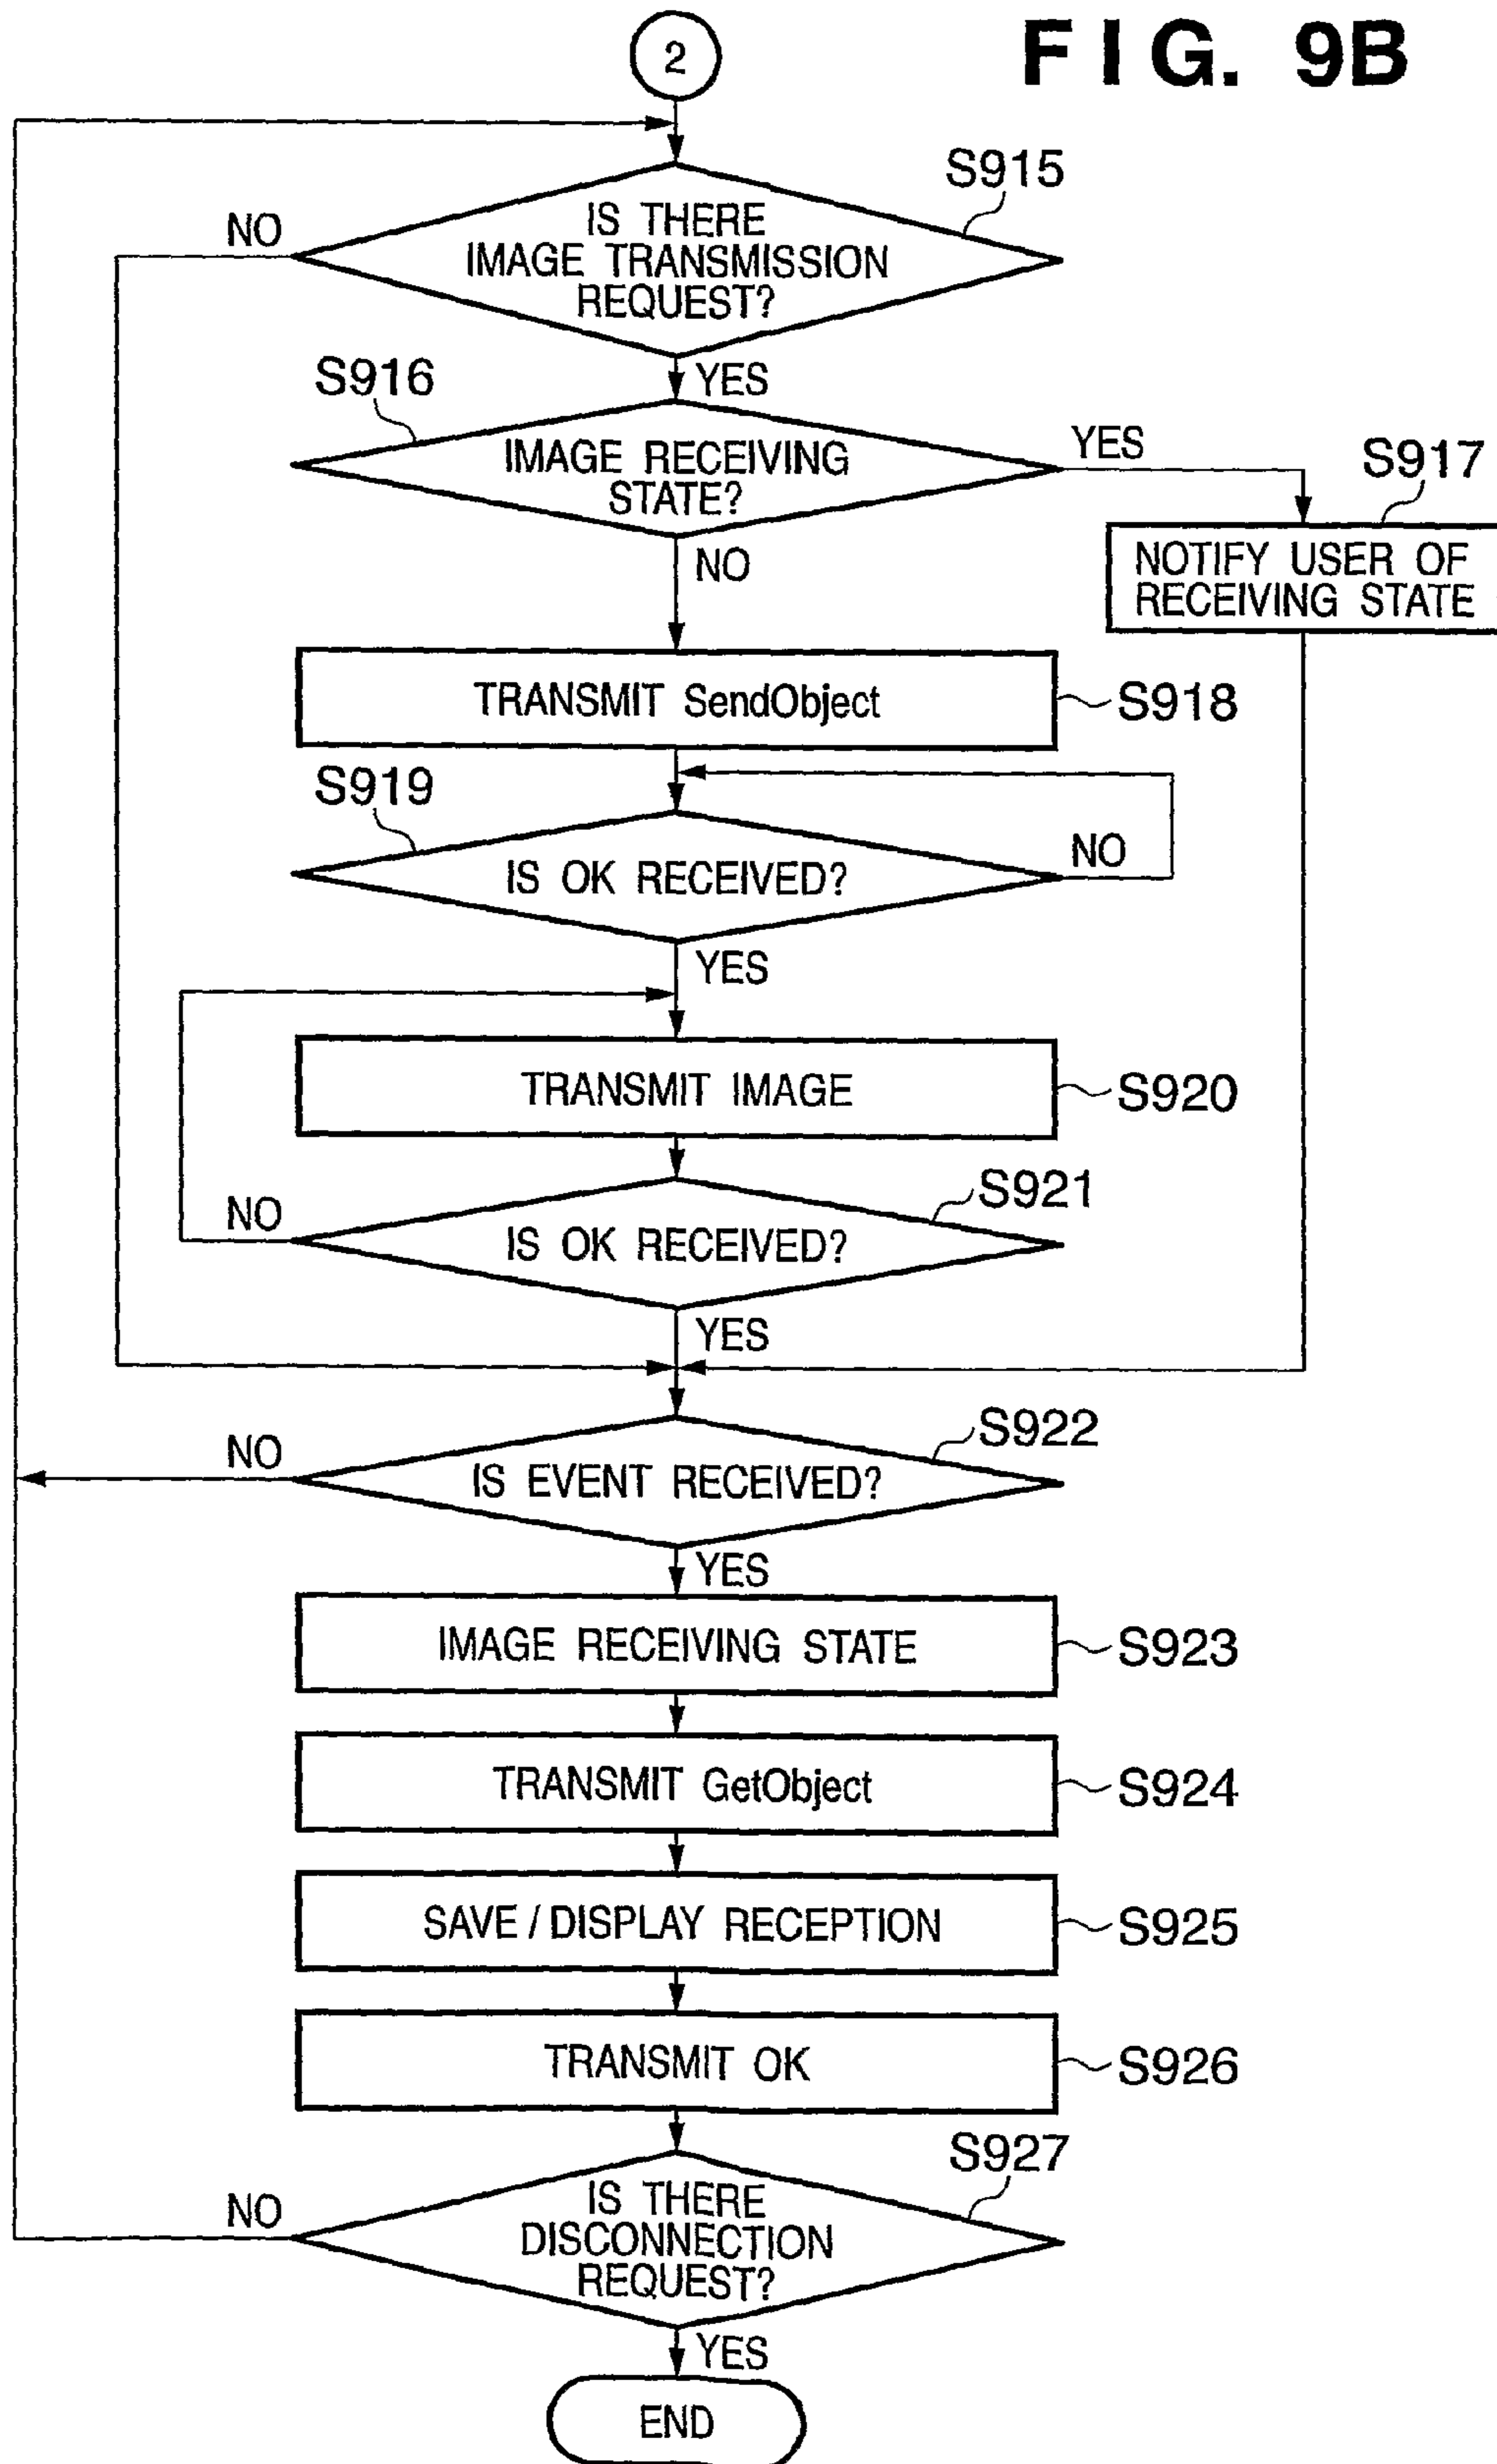 FIG. 9B
2
S915
IS THERE
IMAGE TRANSMISSION
REQUEST?
NO
YES
S916
IMAGE RECEIVING
STATE?
YES
NO
S917
NOTIFY USER OF
RECEIVING STATE
TRANSMIT SendObject
S918
S919
IS OK RECEIVED?
NO
YES
TRANSMIT IMAGE
S920
S921
IS OK RECEIVED?
NO
YES
S922
IS EVENT RECEIVED?
NO
YES
IMAGE RECEIVING STATE
S923
TRANSMIT GetObject
S924
SAVE / DISPLAY RECEPTION
S925
TRANSMIT OK
S926
S927
IS THERE
DISCONNECTION
REQUEST?
NO
YES
END